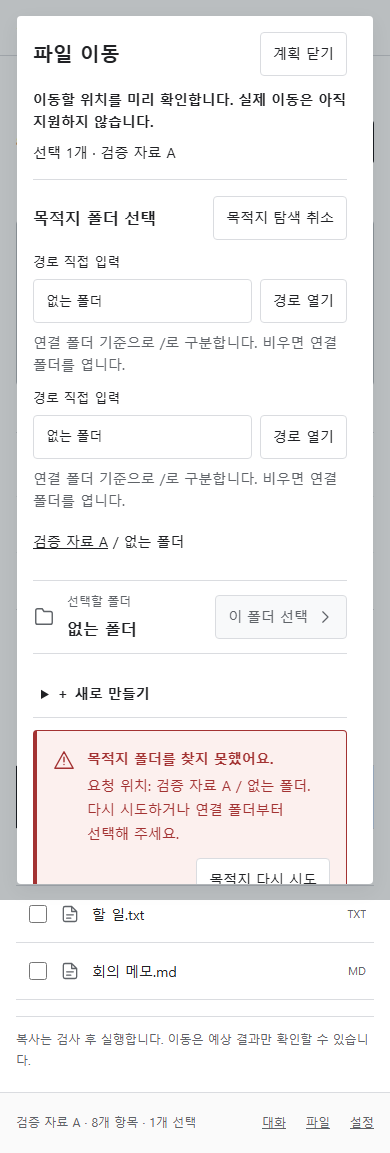 파일 이동
계획 닫기
이동할 위치를 미리 확인합니다. 실제 이동은 아직
지원하지 않습니다.
선택 1개 · 검증 자료 A
목적지 폴더 선택
목적지 탐색 취소
경로 직접 입력
없는 폴더
경로 열기
연결 폴더 기준으로 /로 구분합니다. 비우면 연결
폴더를 엽니다.
경로 직접 입력
없는 폴더
경로 열기
연결 폴더 기준으로 /로 구분합니다. 비우면 연결
폴더를 엽니다.
검증 자료 A / 없는 폴더
선택할 폴더
없는 폴더
이 폴더 선택
+ 새로 만들기
목적지 폴더를 찾지 못했어요.
요청 위치: 검증 자료 A / 없는 폴더.
다시 시도하거나 연결 폴더부터
선택해 주세요.
목적지 다시 시도
할 일.txt
TXT
회의 메모.md
MD
복사는 검사 후 실행합니다. 이동은 예상 결과만 확인할 수 있습니
다.
검증 자료 A · 8개 항목 · 1개 선택
대화
파일
설정